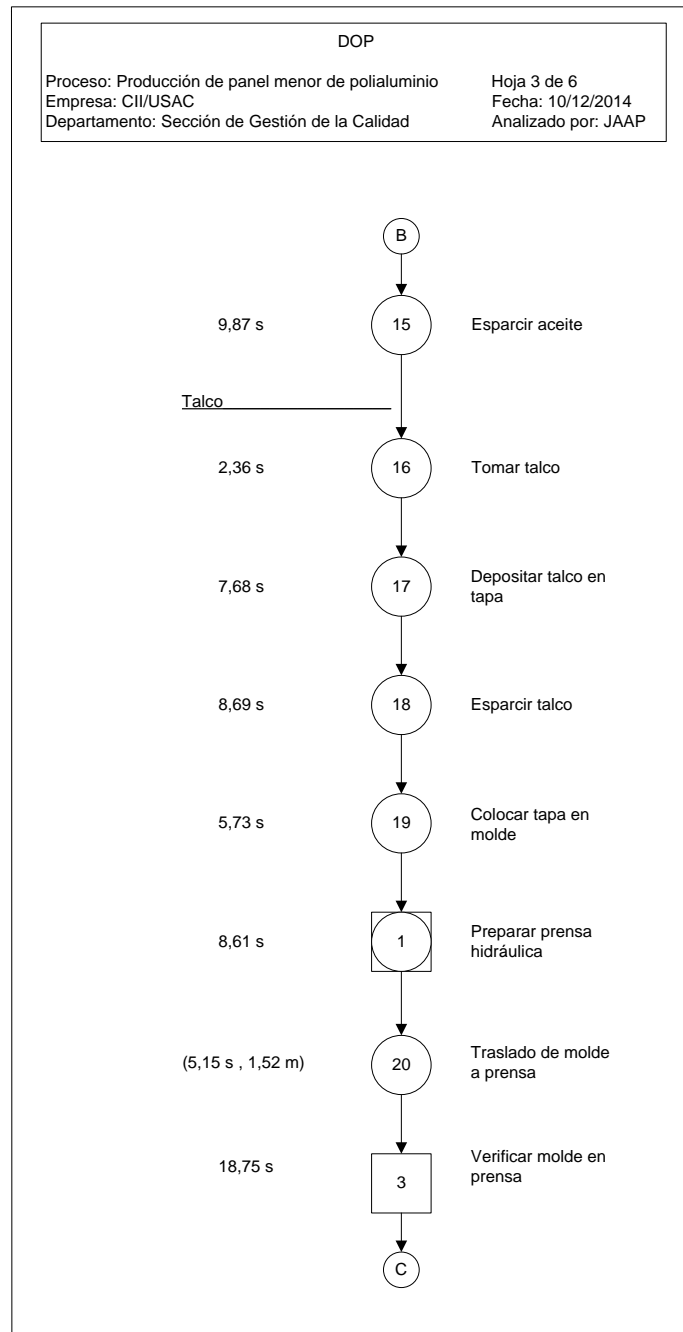 DOP
Proceso: Producción de panel menor de polialuminio
Hoja 3 de 6
Empresa: CII/USAC
Fecha: 10/12/2014
Departamento: Sección de Gestión de la Calidad
Analizado por: JAAP
B
9,87 s
15
Esparcir aceite
Talco
2,36 s
16
Tomar talco
7,68 s
17
Depositar talco en
tapa
8,69 s
18
Esparcir talco
5,73 s
19
Colocar tapa en
molde
8,61 s
1
Preparar prensa
hidráulica
(5,15 s , 1,52 m)
20
Traslado de molde
a prensa
18,75 s
3
Verificar molde en
prensa
C